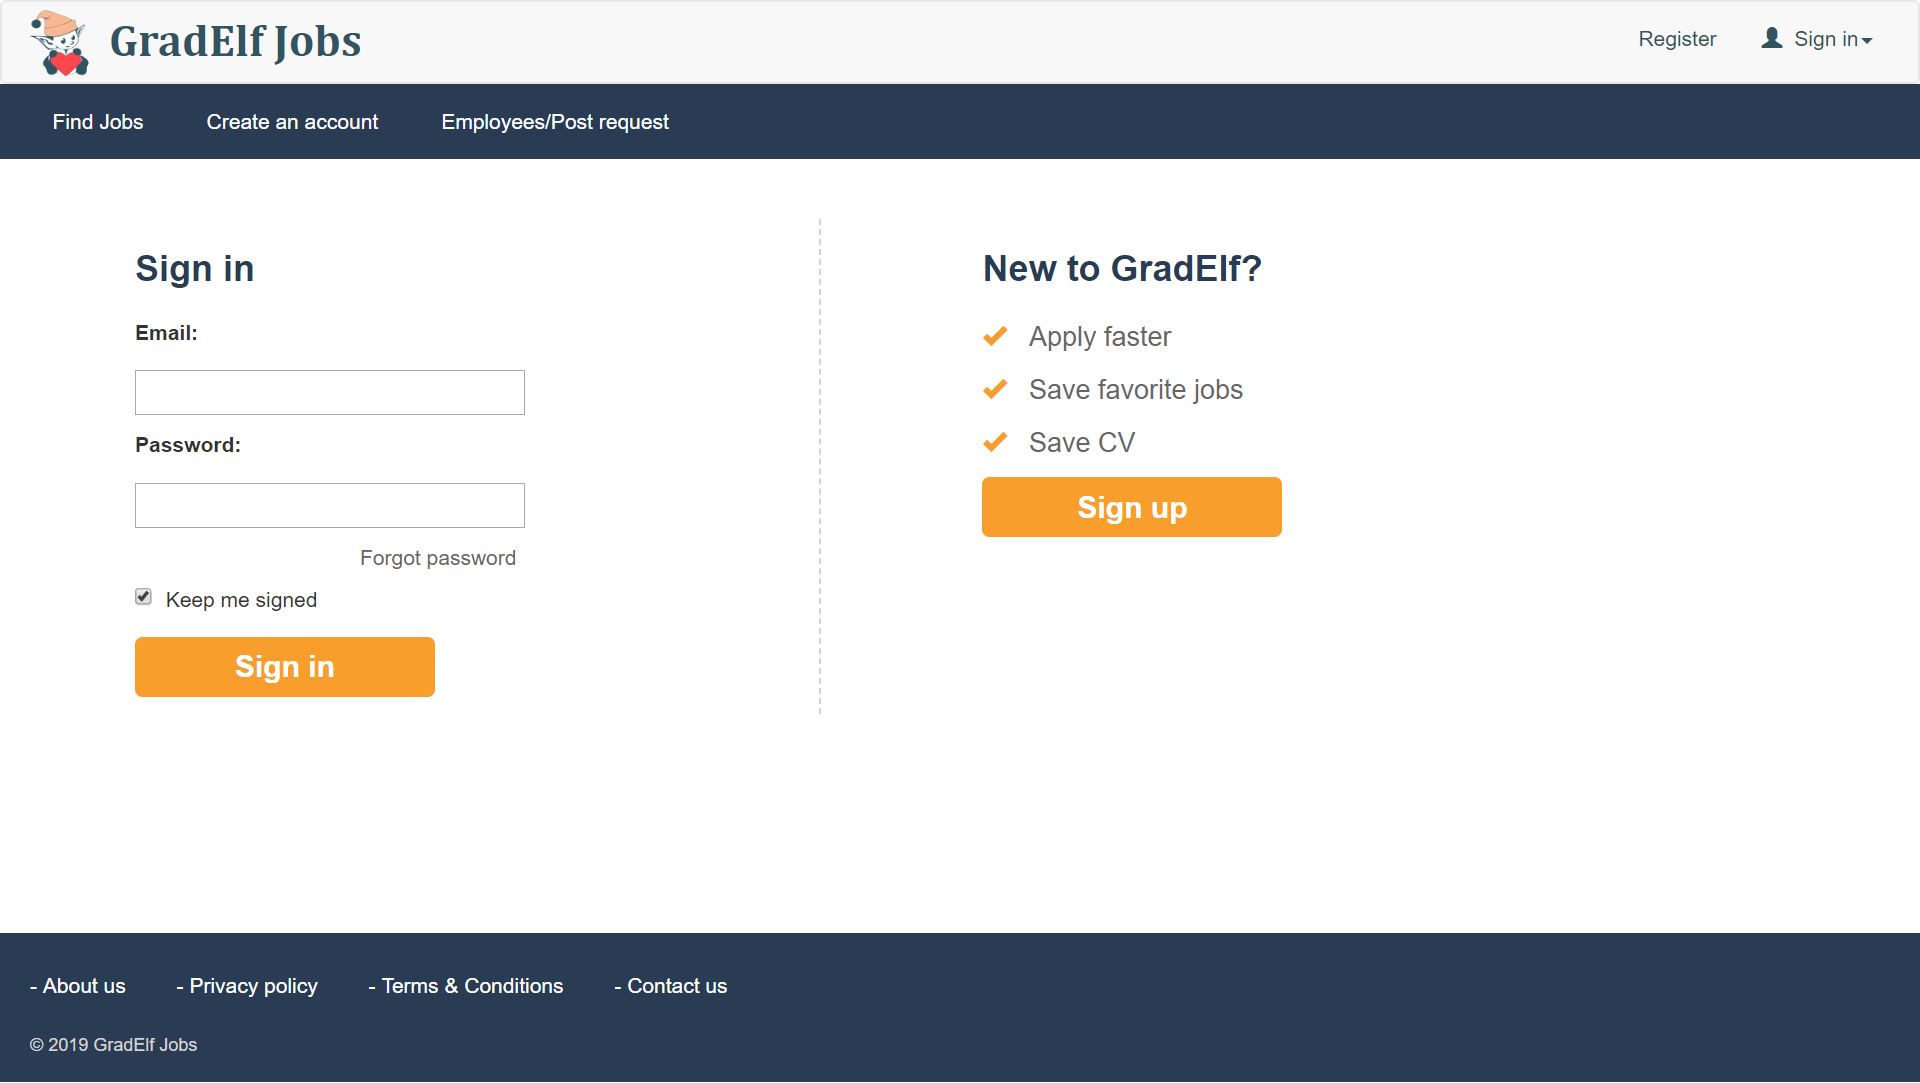 GradElf Jobs
Register
Sign in
Find Jobs
Create an account
Employees/Post request
Sign in
Email:
Password:
Forgot password
Keep me signed
Sign in
New to GradElf?
Apply faster
Save favorite jobs
Save CV
Sign up
- About us
- Privacy policy
- Terms & Conditions
- Contact us
© 2019 GradElf Jobs